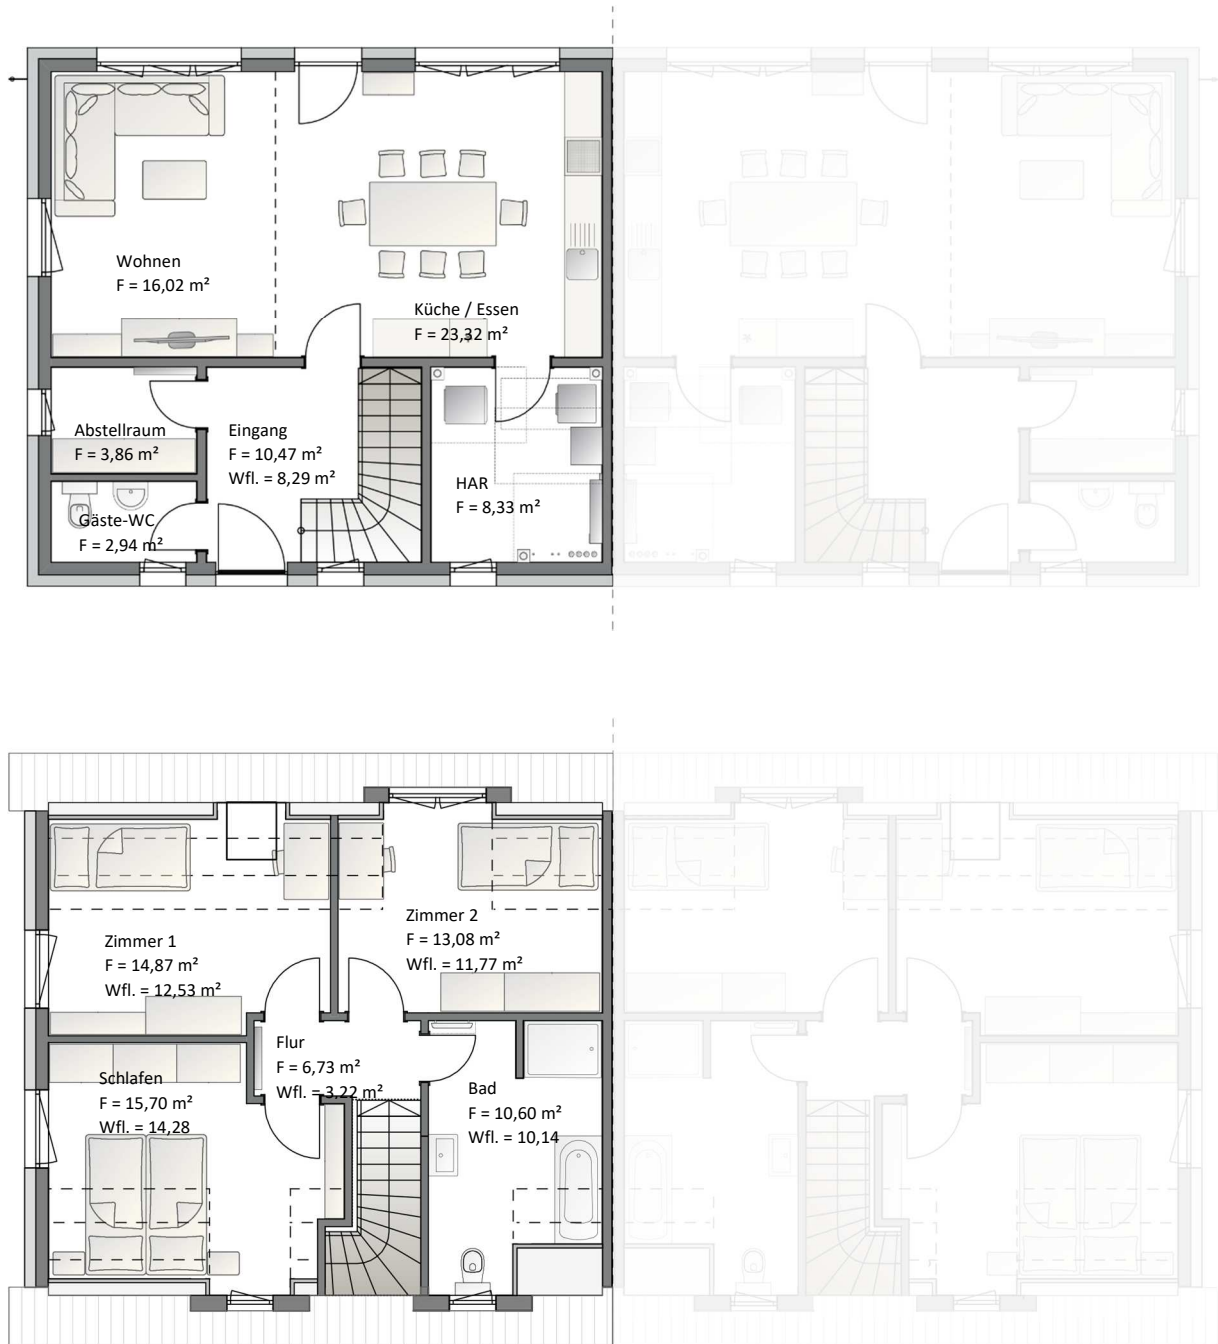 Wohnen
F = 16,02 m²
Küche / Essen
F = 23,32 m²
Abstellraum
F = 3,86 m²
Eingang
F = 10,47 m²
Wfl. = 8,29 m²
HAR
F = 8,33 m²
Gäste-WC
F = 2,94 m²
Zimmer 1
F = 14,87 m²
Wfl. = 12,53 m²
Zimmer 2
F = 13,08 m²
Wfl. = 11,77 m²
Flur
F = 6,73 m²
Wfl. = 3,22 m²
Schlafen
F = 15,70 m²
Wfl. = 14,28
Bad
F = 10,60 m²
Wfl. = 10,14